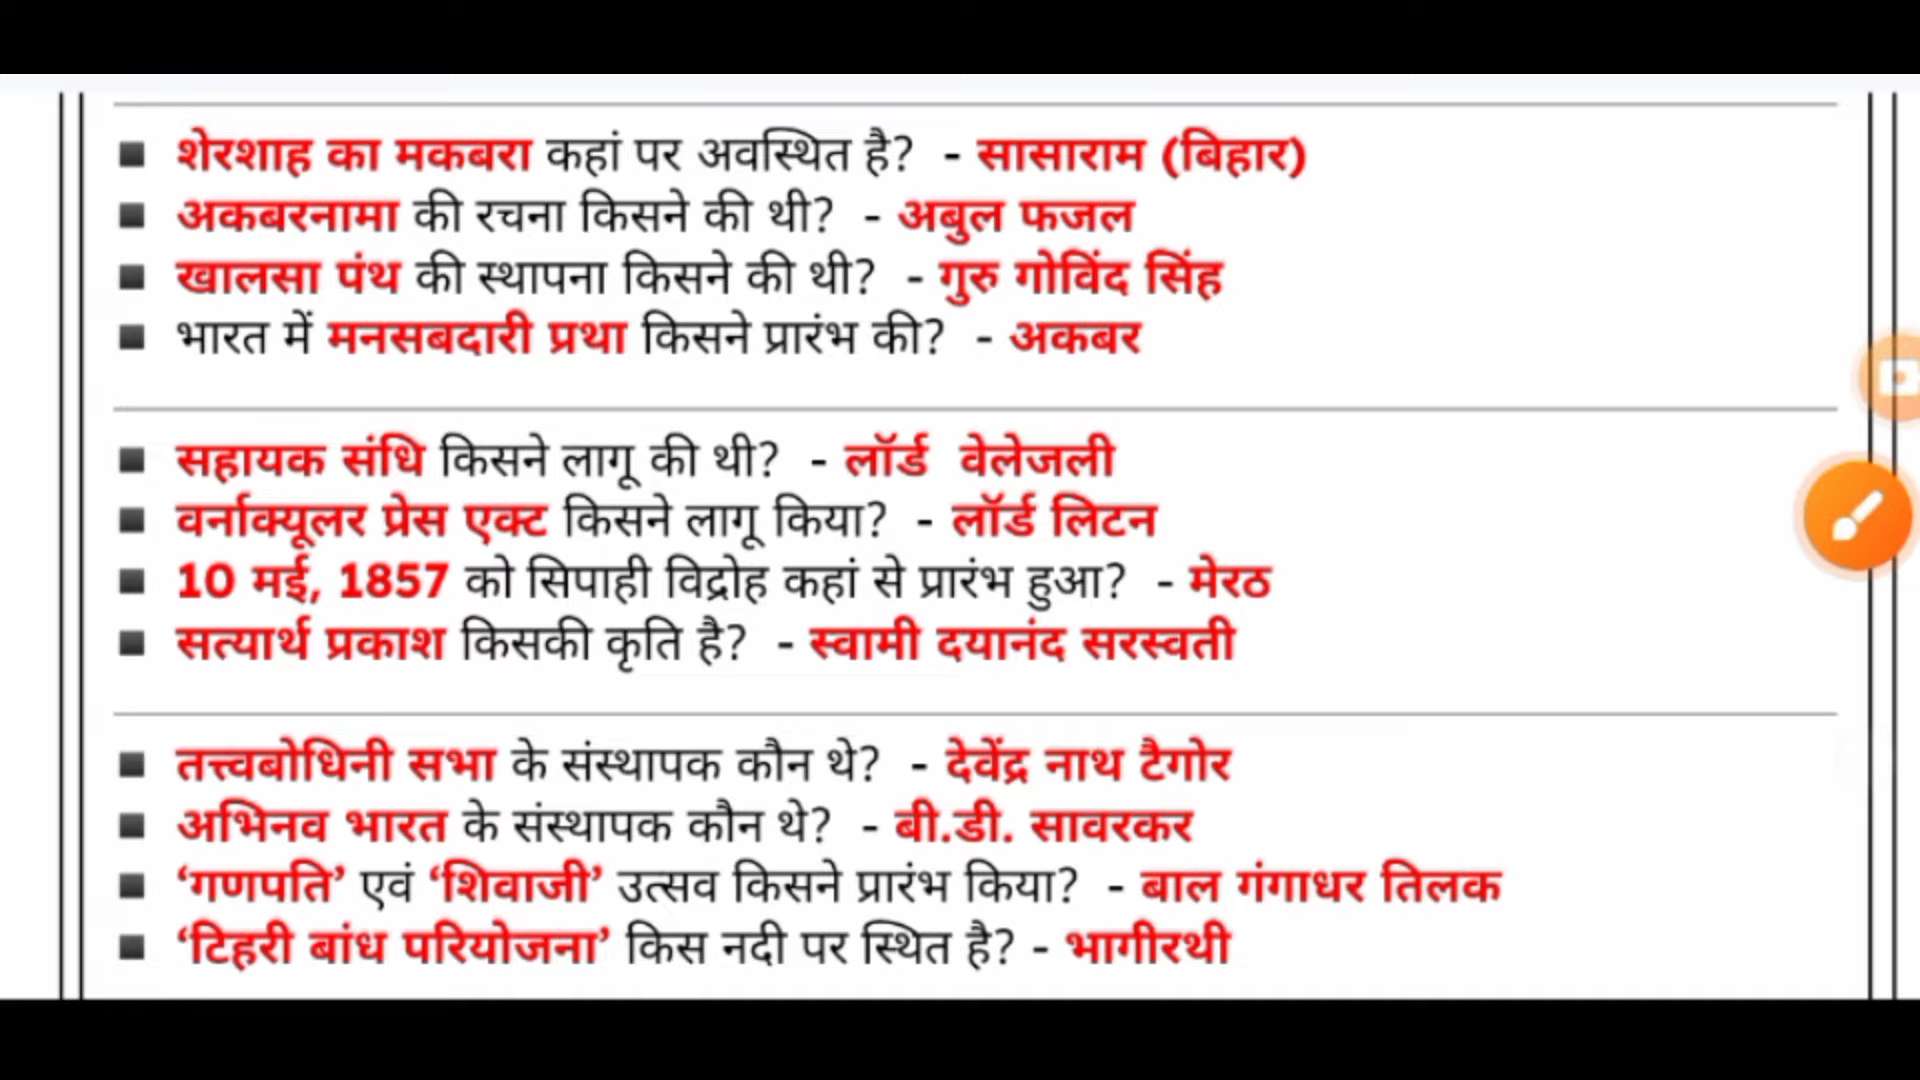 ▪ शेरशाह का मकबरा कहां पर अवस्थित है? - सासाराम (बिहार)
▪ अकबरनामा की रचना किसने की थी? - अबुल फजल
▪ खालसा पंथ की स्थापना किसने की थी? - गुरु गोविंद सिंह
▪ भारत में मनसबदारी प्रथा किसने प्रारंभ की? - अकबर
▪ सहायक संधि किसने लागू की थी? - लॉर्ड वेलेजली
▪ वर्नाक्यूलर प्रेस एक्ट किसने लागू किया? - लॉर्ड लिटन
▪ 10 मई, 1857 को सिपाही विद्रोह कहां से प्रारंभ हुआ? - मेरठ
▪ सत्यार्थ प्रकाश किसकी कृति है? - स्वामी दयानंद सरस्वती
▪ तत्त्वबोधिनी सभा के संस्थापक कौन थे? - देवेंद्र नाथ टैगोर
▪ अभिनव भारत के संस्थापक कौन थे? - बी.डी. सावरकर
▪ ‘गणपति’ एवं ‘शिवाजी’ उत्सव किसने प्रारंभ किया? - बाल गंगाधर तिलक
▪ ‘टिहरी बांध परियोजना’ किस नदी पर स्थित है? - भागीरथी